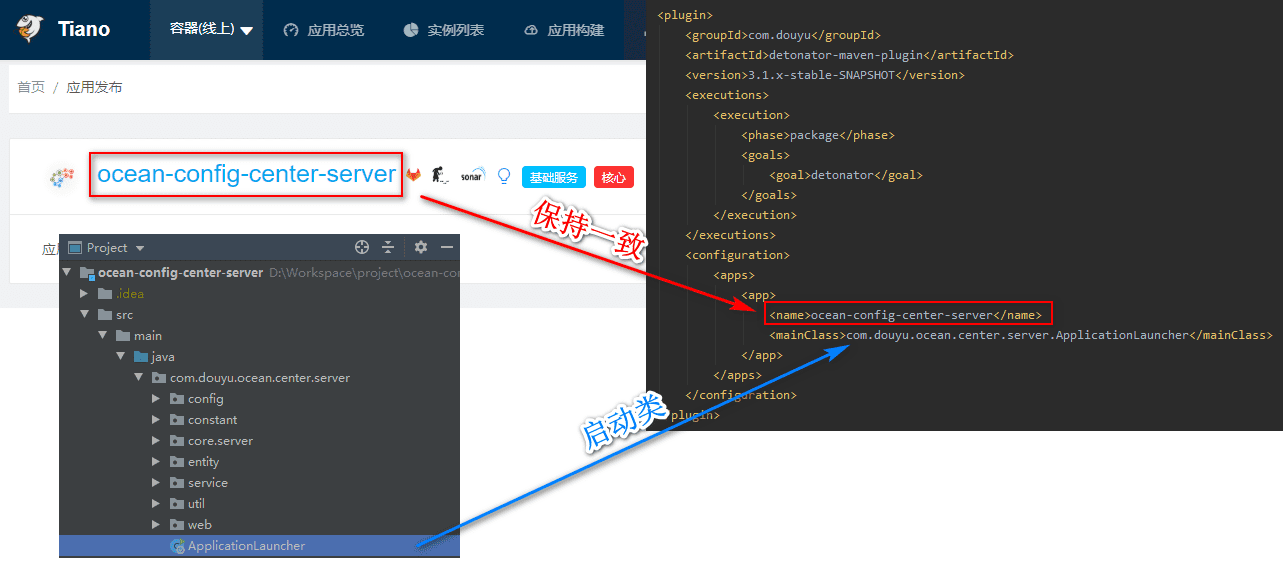 Tiano
容器(线上)
应用总览
实例列表
应用构建
首页 / 应用发布
ocean-config-center-server
sonar
基础服务
核心
保持一致
Project
ocean-config-center-server D:\Workspace\project\ocean-co
.idea
src
main
java
com.douyu.ocean.center.server
config
constant
core.server
entity
service
util
web
ApplicationLauncher
启动类
<plugin>
<groupId>com.douyu</groupId>
<artifactId>detonator-maven-plugin</artifactId>
<version>3.1.x-stable-SNAPSHOT</version>
<executions>
<execution>
<phase>package</phase>
<goals>
<goal>detonator</goal>
</goals>
</execution>
</executions>
<configuration>
<apps>
<app>
<name>ocean-config-center-server</name>
<mainClass>com.douyu.ocean.center.server.ApplicationLauncher</mainClass>
</app>
</apps>
</configuration>
plugin>